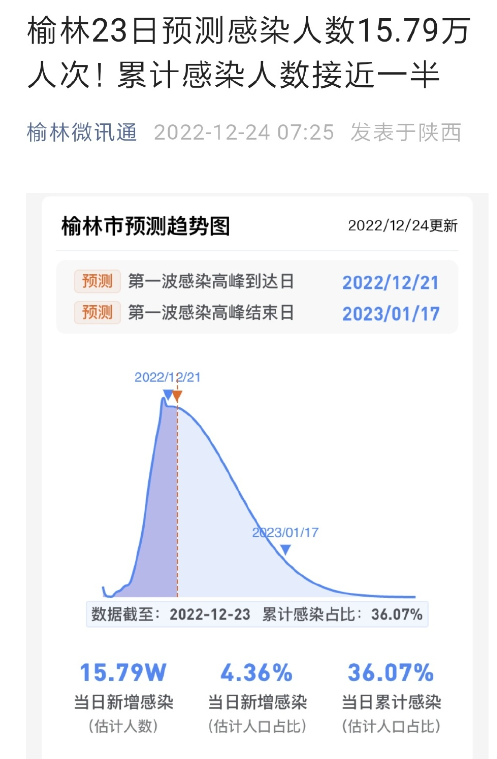 榆林23日预测感染人数15.79万
人次！累计感染人数接近一半
榆林微讯通 2022-12-24 07:25 发表于陕西
榆林市预测趋势图 2022/12/24更新
预测 第一波感染高峰到达日 2022/12/21
预测 第一波感染高峰结束日 2023/01/17
2022/12/21
2023/01/17
数据截至：2022-12-23 累计感染占比：36.07%
15.79W 4.36% 36.07%
当日新增感染 当日新增感染 当日累计感染
(估计人数) (估计人口占比) (估计人口占比)